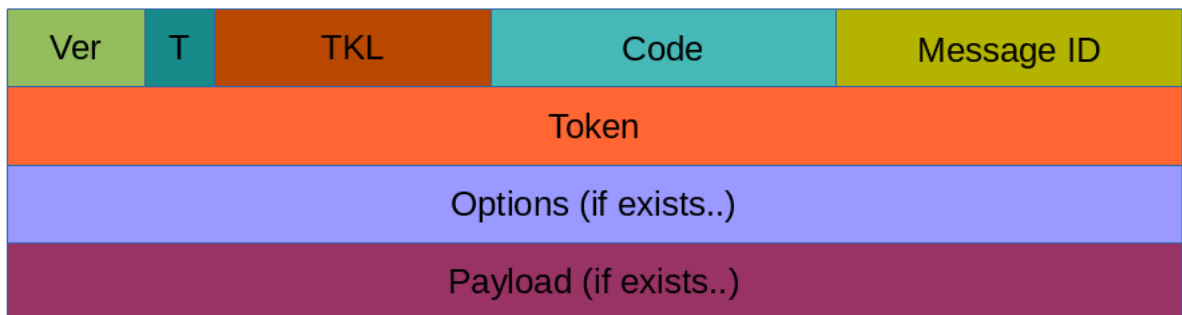 Ver T TKL Code Message ID
Token
Options (if exists..)
Payload (if exists..)